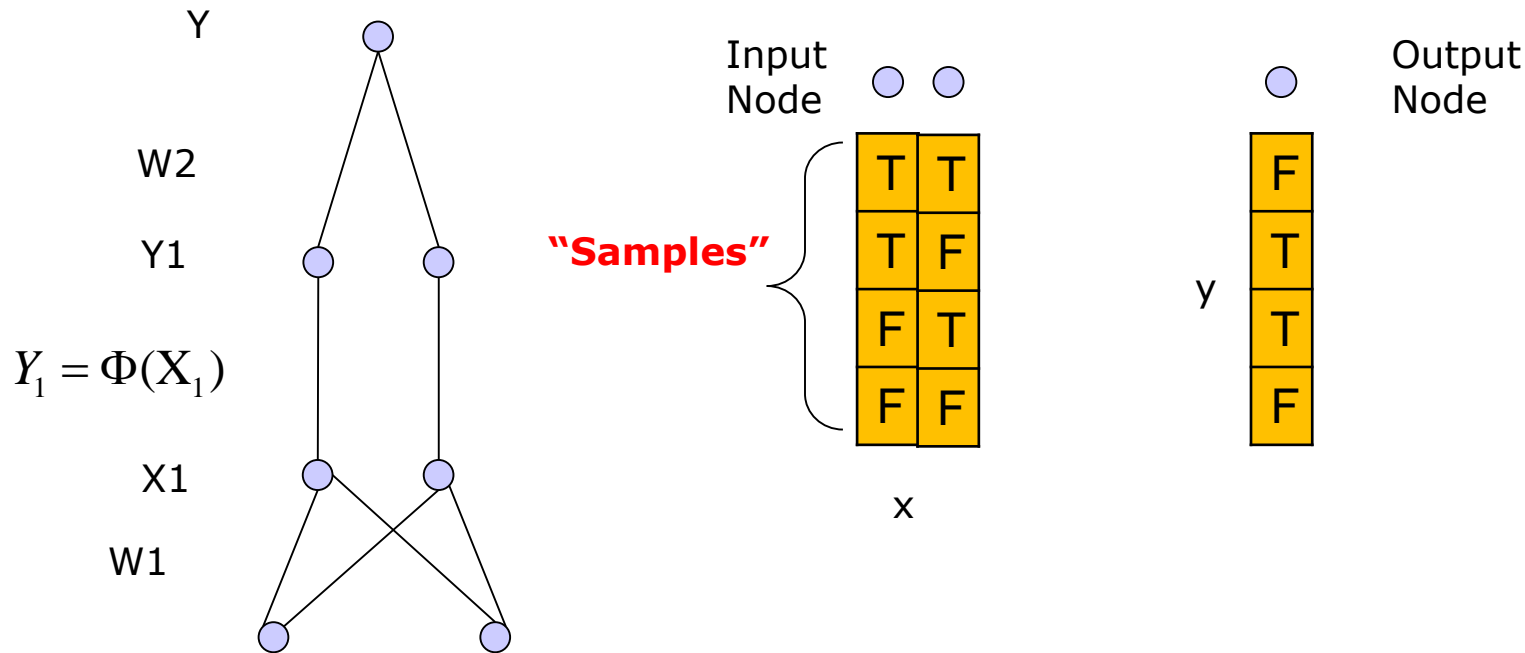 Y
W2
Y1
Y₁ = Φ(X₁)
X1
W1
Input
Node
Output
Node
“Samples”
T T
T F
F T
F F
x
y
F
T
T
F